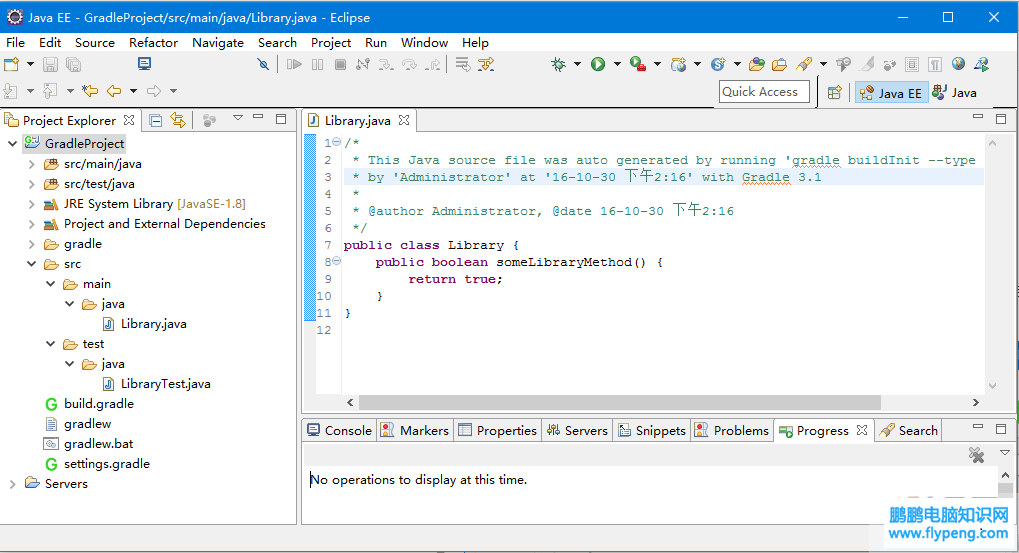 Java EE - GradleProject/src/main/java/Library.java - Eclipse
File Edit Source Refactor Navigate Search Project Run Window Help
Quick Access
Java EE
Java
Project Explorer
GradleProject
src/main/java
src/test/java
JRE System Library [JavaSE-1.8]
Project and External Dependencies
gradle
src
main
java
Library.java
test
java
LibraryTest.java
build.gradle
gradlew
gradlew.bat
settings.gradle
Servers
Library.java
1 /*
2 * This Java source file was auto generated by running 'gradle buildInit --type
3 * by 'Administrator' at '16-10-30 下午2:16' with Gradle 3.1
4 *
5 * @author Administrator, @date 16-10-30 下午2:16
6 */
7 public class Library {
8 public boolean someLibraryMethod() {
9 return true;
10 }
11 }
12
Console Markers Properties Servers Snippets Problems Progress Search
No operations to display at this time.
鹏鹏电脑知识网
www.flypeng.com